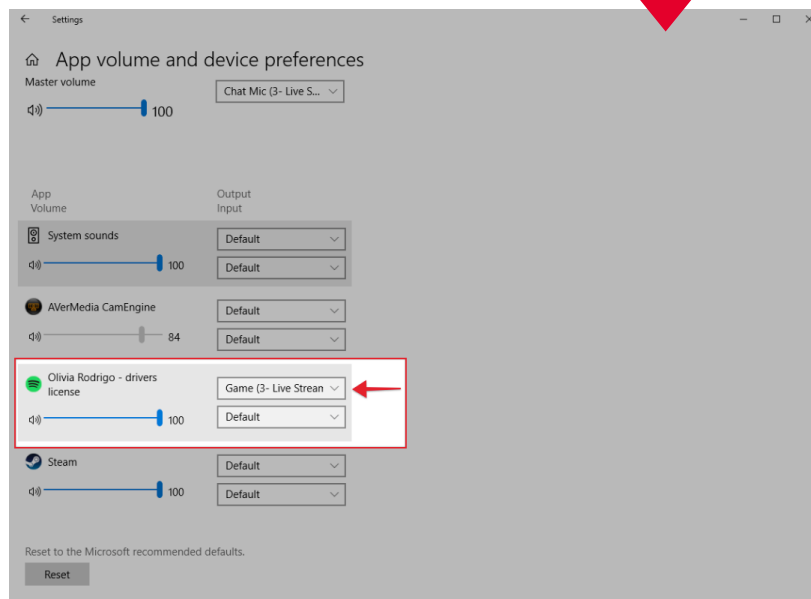 Settings
App volume and device preferences
Master volume
Chat Mic (3- Live S...
100
App
Volume
Output
Input
System sounds
Default
100
Default
AVerMedia CamEngine
Default
84
Default
Olivia Rodrigo - drivers
license
Game (3- Live Strean
100
Default
Steam
Default
100
Default
Reset to the Microsoft recommended defaults.
Reset